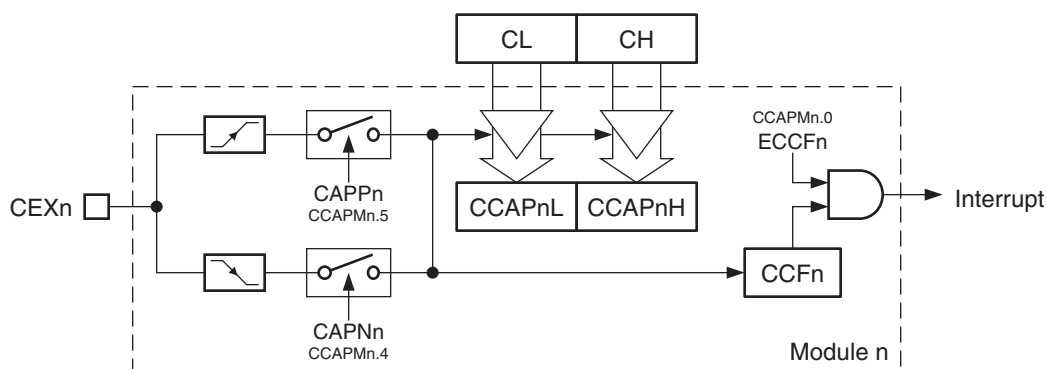 CL CH
CCAPMn.0
ECCFn
CAPPn
CCAPMn.5
CEXn
CCAPnL CCAPnH
Interrupt
CCFn
CAPNn
CCAPMn.4
Module n